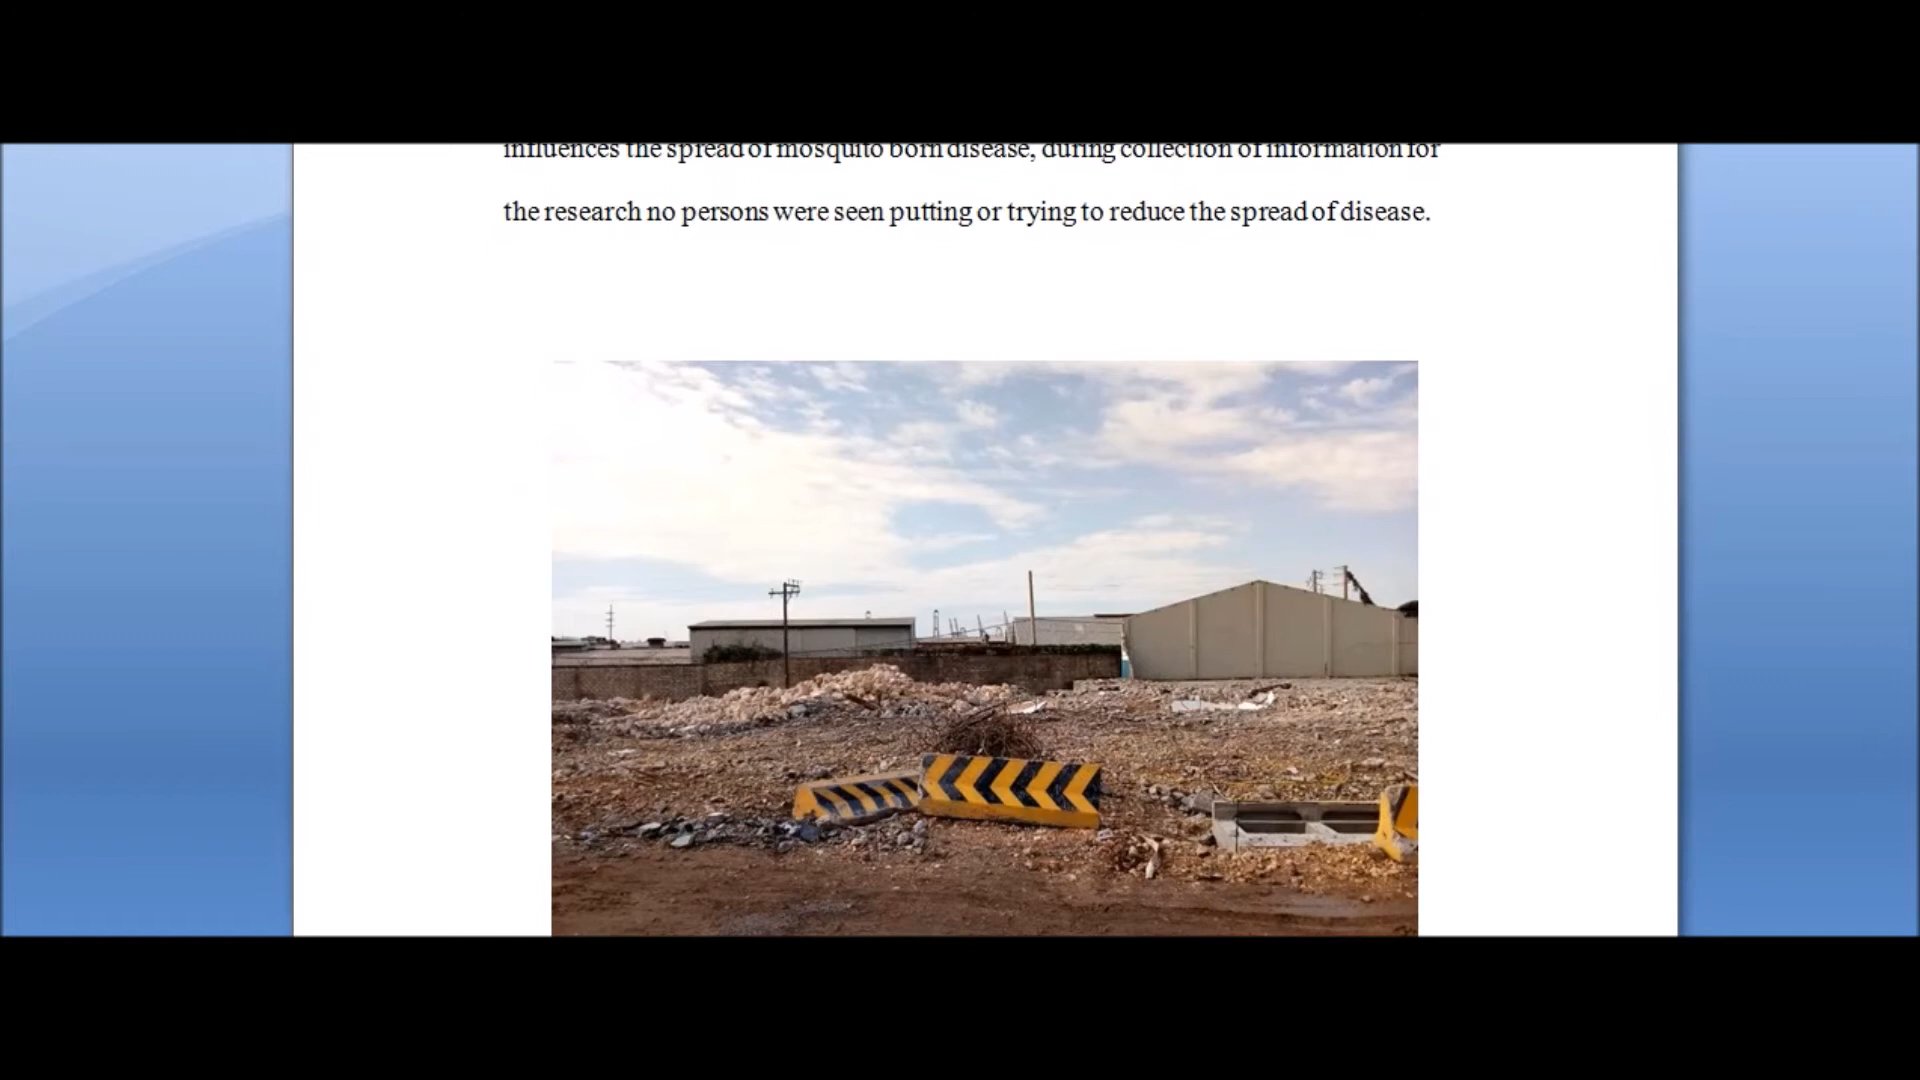 influences the spread of mosquito born disease, during collection of information for
the research no persons were seen putting or trying to reduce the spread of disease.